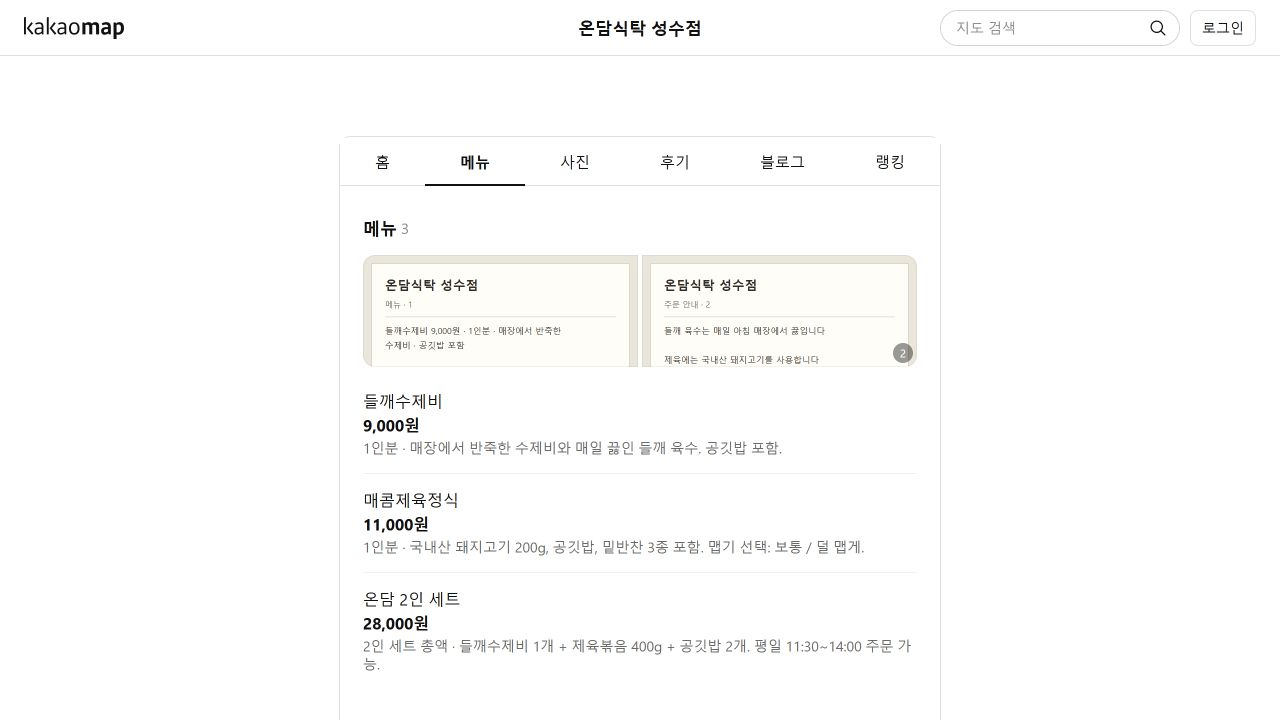 kakaomap
온담식탁 성수점
지도 검색
로그인
홈
메뉴
사진
후기
블로그
랭킹
메뉴 3
온담식탁 성수점
메뉴 · 1
들깨수제비 9,000원 · 1인분 · 매장에서 반죽한
수제비 · 공깃밥 포함
온담식탁 성수점
주문 안내 · 2
들깨 육수는 매일 아침 매장에서 끓입니다
제육에는 국내산 돼지고기를 사용합니다
2
들깨수제비
9,000원
1인분 · 매장에서 반죽한 수제비와 매일 끓인 들깨 육수. 공깃밥 포함.
매콤제육정식
11,000원
1인분 · 국내산 돼지고기 200g, 공깃밥, 밑반찬 3종 포함. 맵기 선택: 보통 / 덜 맵게.
온담 2인 세트
28,000원
2인 세트 총액 · 들깨수제비 1개 + 제육볶음 400g + 공깃밥 2개. 평일 11:30~14:00 주문 가
능.